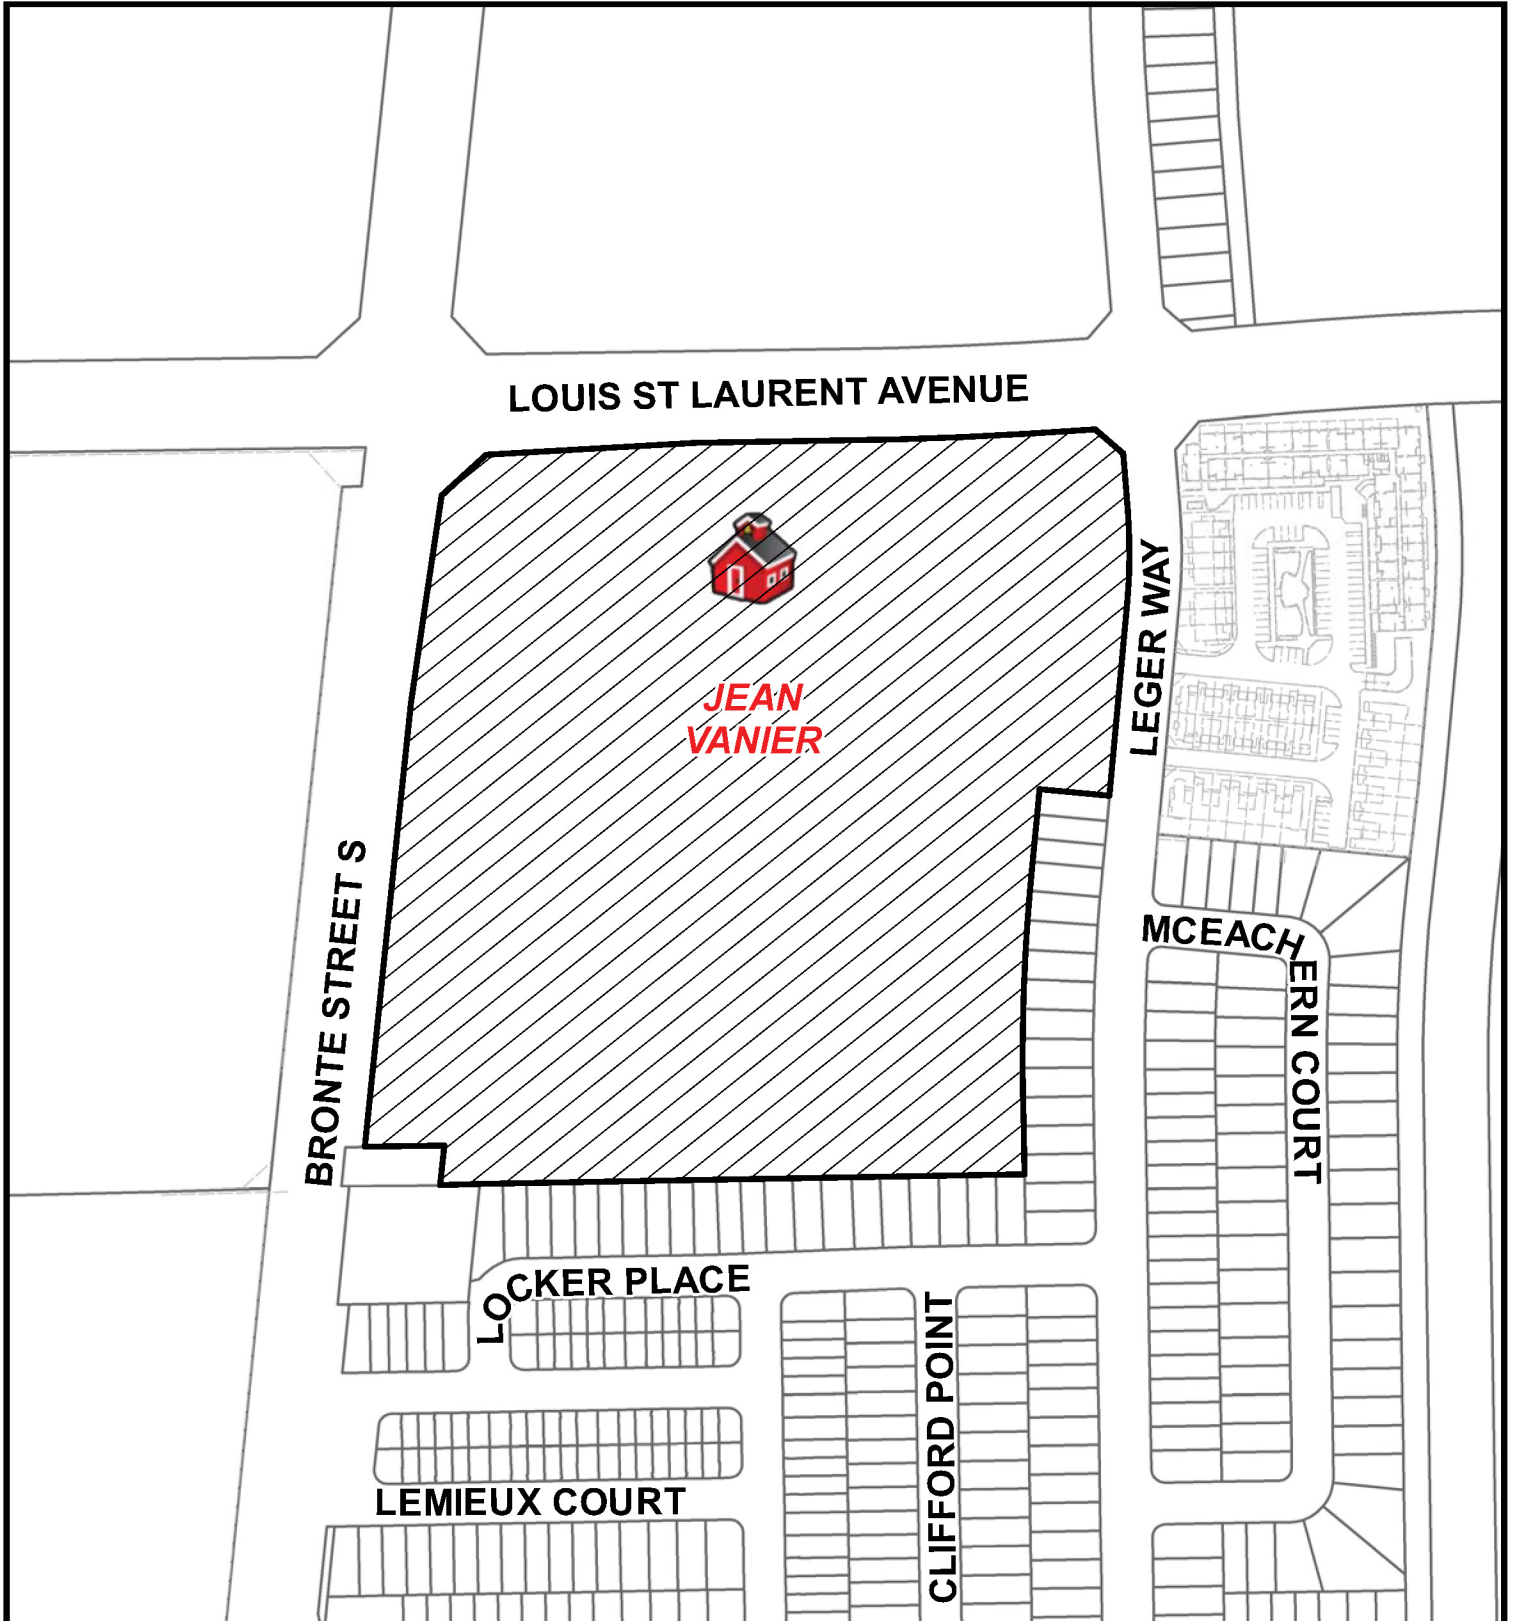 LOUIS ST LAURENT AVENUE
LEGER WAY
JEAN
VANIER
BRONTE STREET S
MCEACHERN COURT
LOCKER PLACE
CLIFFORD POINT
LEMIEUX COURT